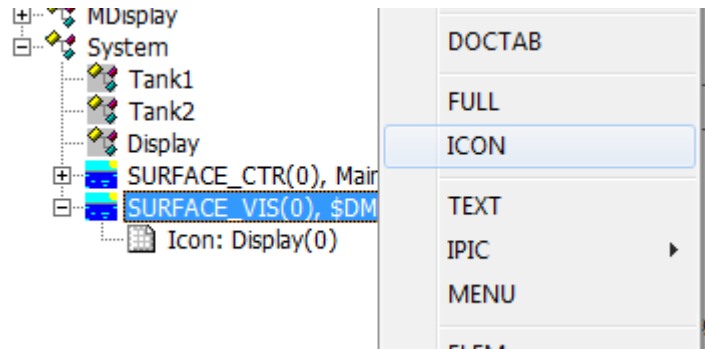 MDisplay
System
Tank1
Tank2
Display
SURFACE_CTR(0), Main
SURFACE_VIS(0), $DM
Icon: Display(0)
DOCTAB
FULL
ICON
TEXT
IPIC
MENU